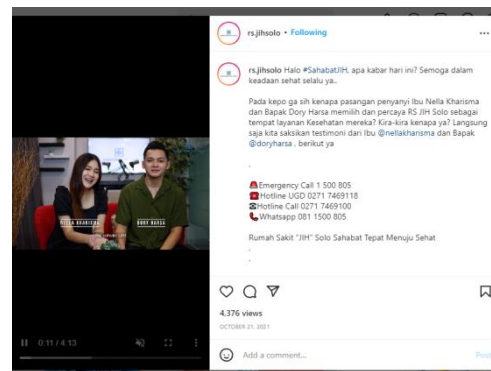 rs.jihsolo • Following
rs.jihsolo Halo #SahabatJIH, apa kabar hari ini? Semoga dalam
keadaan sehat selalu ya..
Pada kepo ga sih kenapa pasangan penyanyi Ibu Nella Kharisma
dan Bapak Dory Harsa memilih dan percaya RS JIH Solo sebagai
tempat layanan Kesehatan mereka? Kira-kira kenapa ya? Langsung
saja kita saksikan testimoni dari Ibu @nellakharisma dan Bapak
@doryharsa , berikut ya
.
Emergency Call 1 500 805
Hotline UGD 0271 7469118
Hotline Call 0271 7469100
Whatsapp 081 1500 805
Rumah Sakit "JIH" Solo Sahabat Tepat Menuju Sehat
.
.
NELLA KHARISMA
DORY HARSA
0:11 / 4:13
4,376 views
OCTOBER 21, 2021
Add a comment...
Post